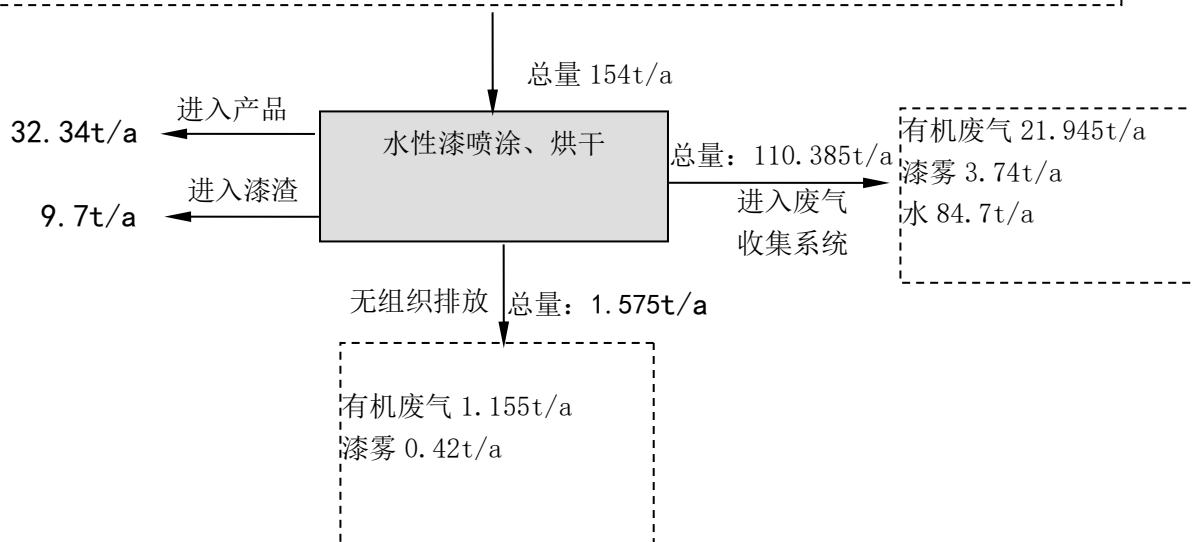 总量 154t/a
进入产品
32.34t/a
水性漆喷涂、烘干
总量：110.385t/a
有机废气 21.945t/a
漆雾 3.74t/a
水 84.7t/a
进入漆渣
9.7t/a
进入废气
收集系统
无组织排放
总量：1.575t/a
有机废气 1.155t/a
漆雾 0.42t/a